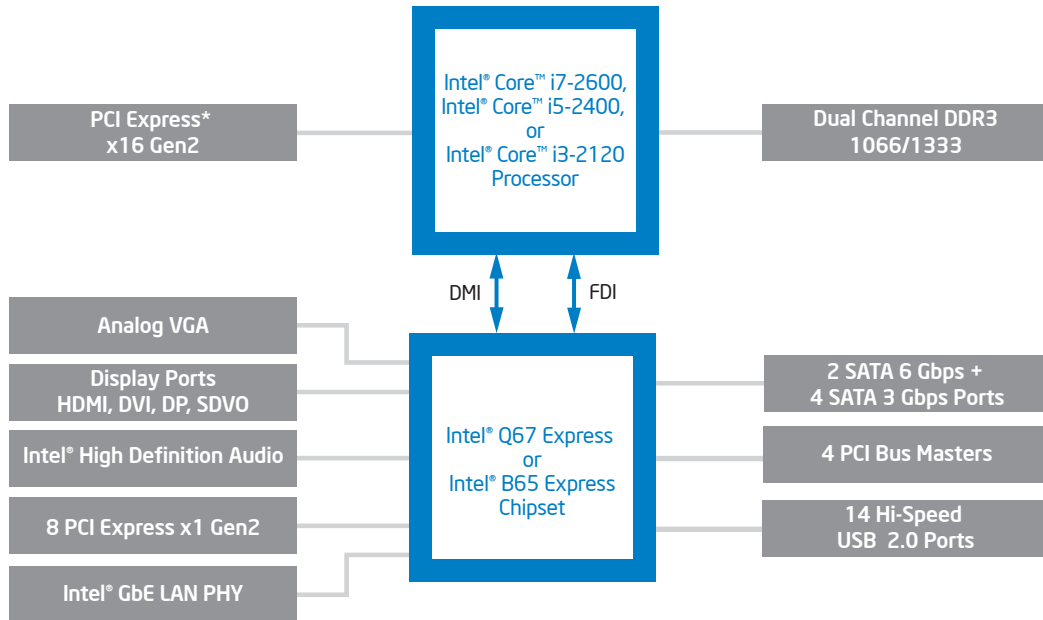 Intel® Core™ i7-2600,
Intel® Core™ i5-2400,
or
Intel® Core™ i3-2120
Processor
PCI Express*
x16 Gen2
Dual Channel DDR3
1066/1333
DMI
FDI
Analog VGA
Display Ports
HDMI, DVI, DP, SDVO
Intel® High Definition Audio
8 PCI Express x1 Gen2
Intel® GbE LAN PHY
Intel® Q67 Express
or
Intel® B65 Express
Chipset
2 SATA 6 Gbps +
4 SATA 3 Gbps Ports
4 PCI Bus Masters
14 Hi-Speed
USB 2.0 Ports